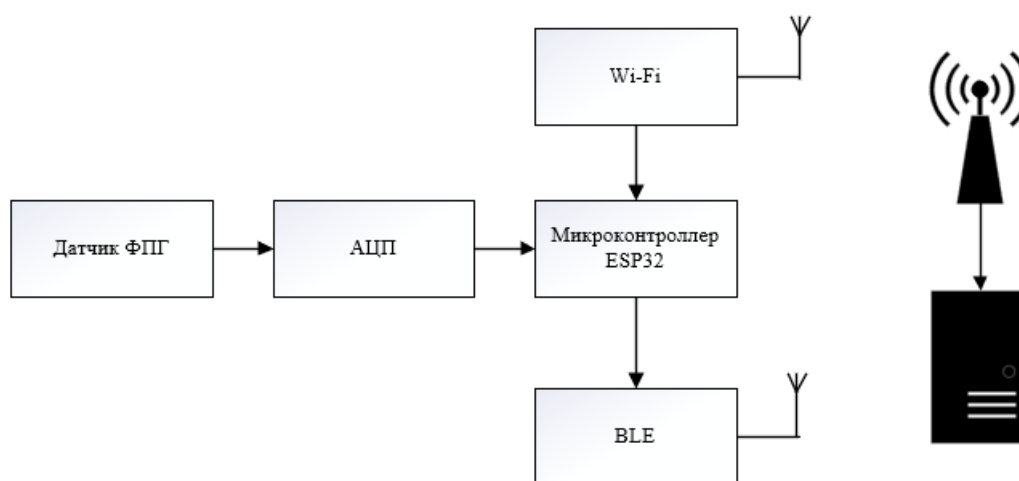 Wi-Fi
Датчик ФПГ
АЦП
Микроконтроллер
ESP32
BLE